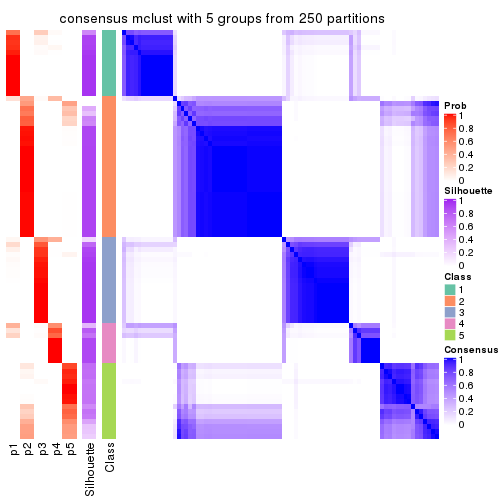 consensus mclust with 5 groups from 250 partitions
Prob
1
0.8
0.6
0.4
0.2
0
Silhouette
1
0.8
0.6
0.4
0.2
0
Class
1
2
3
4
5
Consensus
1
0.8
0.6
0.4
0.2
0
p1
p2
p3
p4
p5
Silhouette
Class